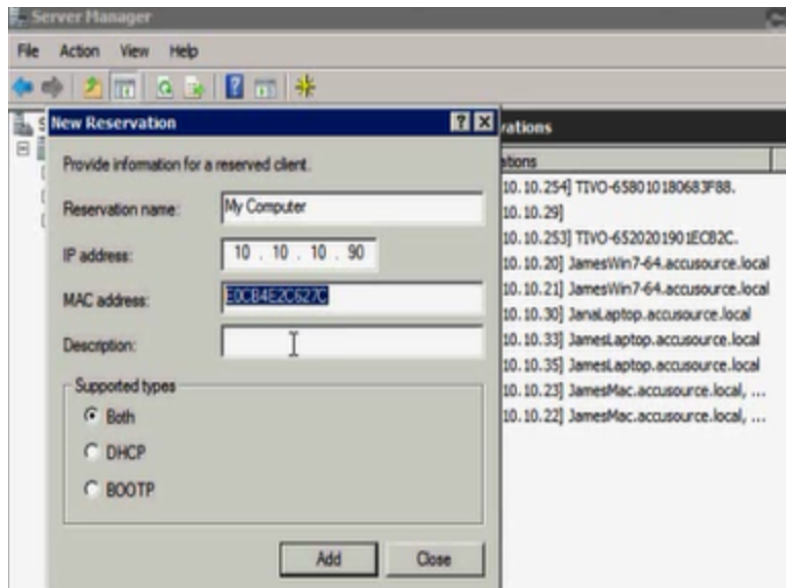 Server Manager
File Action View Help
New Reservation
Provide information for a reserved client.
Reservation name: My Computer
IP address: 10 . 10 . 10 . 90
MAC address: E0CB4E2C627C
Description:
Supported types
Both
DHCP
BOOTP
Add Close
vations
ations
10.10.254] TIVO-658010180683F88.
10.10.29]
10.10.253] TIVO-6520201901ECB2C.
10.10.20] JamesWin7-64.accusource.local
10.10.21] JamesWin7-64.accusource.local
10.10.30] JanaLaptop.accusource.local
10.10.33] JamesLaptop.accusource.local
10.10.35] JamesLaptop.accusource.local
10.10.23] JamesMac.accusource.local, ...
10.10.22] JamesMac.accusource.local, ...